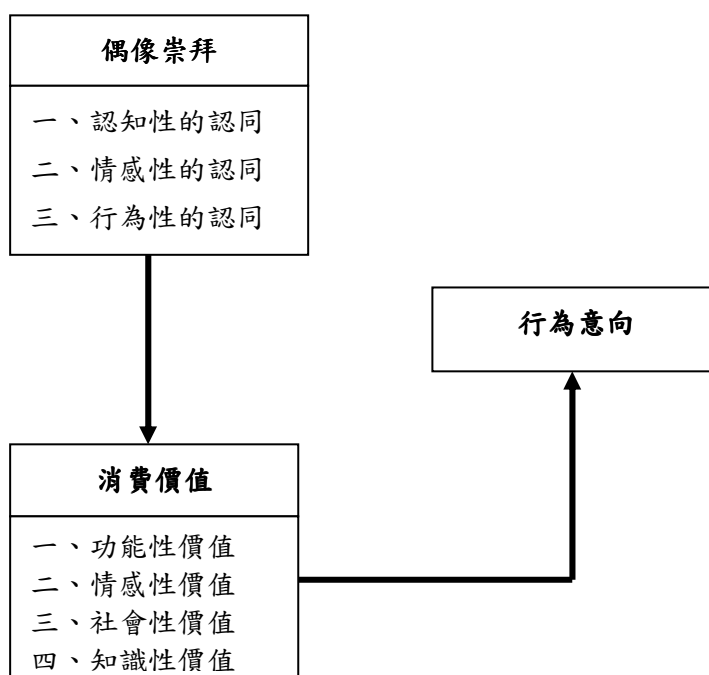 偶像崇拜
一、認知性的認同
二、情感性的認同
三、行為性的認同
行為意向
消費價值
一、功能性價值
二、情感性價值
三、社會性價值
四、知識性價值